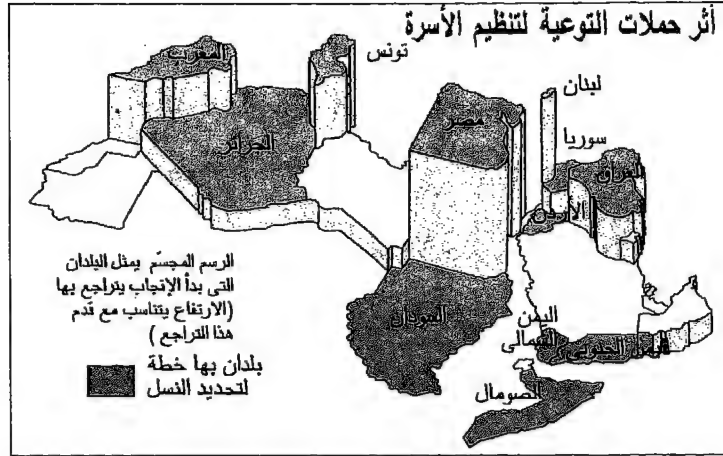 أثر حملات التوعية لتنظيم الأسرة
المغرب
تونس
الجزائر
مصر
لبنان
سوريا
العراق
الأردن
السودان
اليمن
الشمالى
اليمن الجنوبى
الصومال
الرسم المجسّم يمثل البلدان
التى بدأ الإنجاب يتراجع بها
(الارتفاع يتناسب مع قدم
هذا التراجع)
بلدان بها خطة
لتحديد النسل